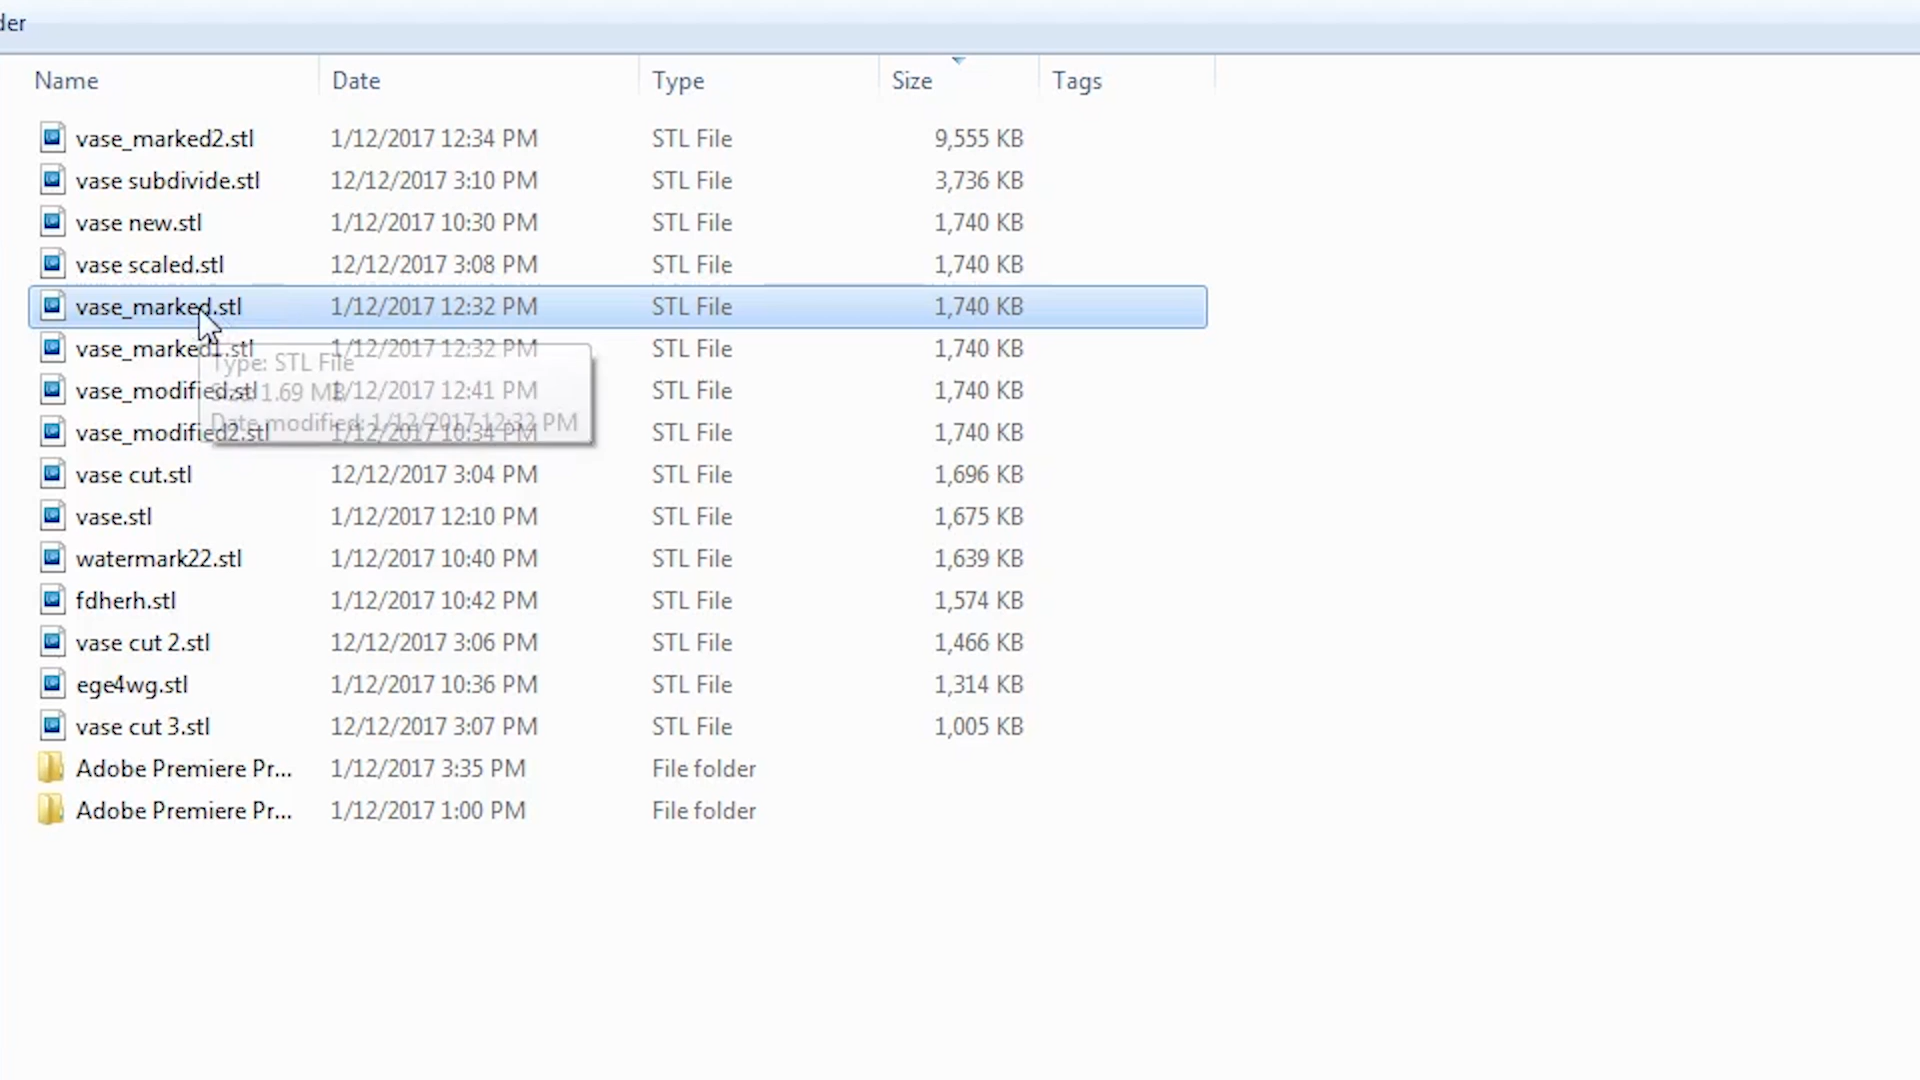 der
Name Date Type Size Tags
vase_marked2.stl 1/12/2017 12:34 PM STL File 9,555 KB
vase subdivide.stl 12/12/2017 3:10 PM STL File 3,736 KB
vase new.stl 1/12/2017 10:30 PM STL File 1,740 KB
vase scaled.stl 12/12/2017 3:08 PM STL File 1,740 KB
vase_marked.stl 1/12/2017 12:32 PM STL File 1,740 KB
vase_marked1.stl 1/12/2017 12:32 PM STL File 1,740 KB
Type: STL File
vase_modified.stl 1/12/2017 12:41 PM STL File 1,740 KB
Size: 1.69 MB
Date modified: 1/12/2017 12:32 PM
vase_modified2.stl 1/12/2017 10:34 PM STL File 1,740 KB
vase cut.stl 12/12/2017 3:04 PM STL File 1,696 KB
vase.stl 1/12/2017 12:10 PM STL File 1,675 KB
watermark22.stl 1/12/2017 10:40 PM STL File 1,639 KB
fdherh.stl 1/12/2017 10:42 PM STL File 1,574 KB
vase cut 2.stl 12/12/2017 3:06 PM STL File 1,466 KB
ege4wg.stl 1/12/2017 10:36 PM STL File 1,314 KB
vase cut 3.stl 12/12/2017 3:07 PM STL File 1,005 KB
Adobe Premiere Pr... 1/12/2017 3:35 PM File folder
Adobe Premiere Pr... 1/12/2017 1:00 PM File folder